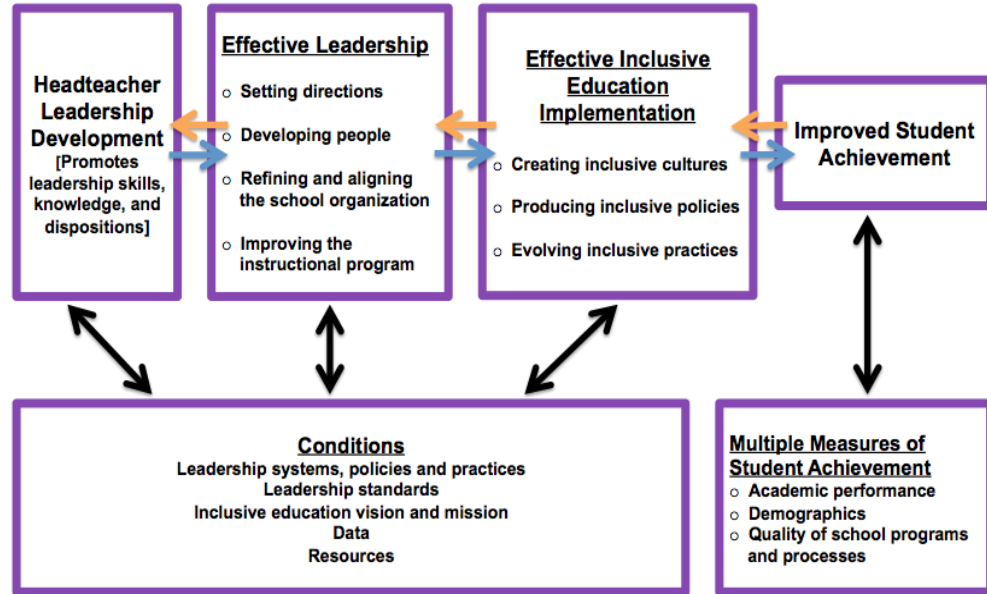 Headteacher
Leadership
Development
[Promotes
leadership skills,
knowledge, and
dispositions]
Effective Leadership
o Setting directions
o Developing people
o Refining and aligning
the school organization
o Improving the
instructional program
Effective Inclusive
Education
Implementation
o Creating inclusive cultures
o Producing inclusive policies
o Evolving inclusive practices
Improved Student
Achievement
Conditions
Leadership systems, policies and practices
Leadership standards
Inclusive education vision and mission
Data
Resources
Multiple Measures of
Student Achievement
o Academic performance
o Demographics
o Quality of school programs
and processes